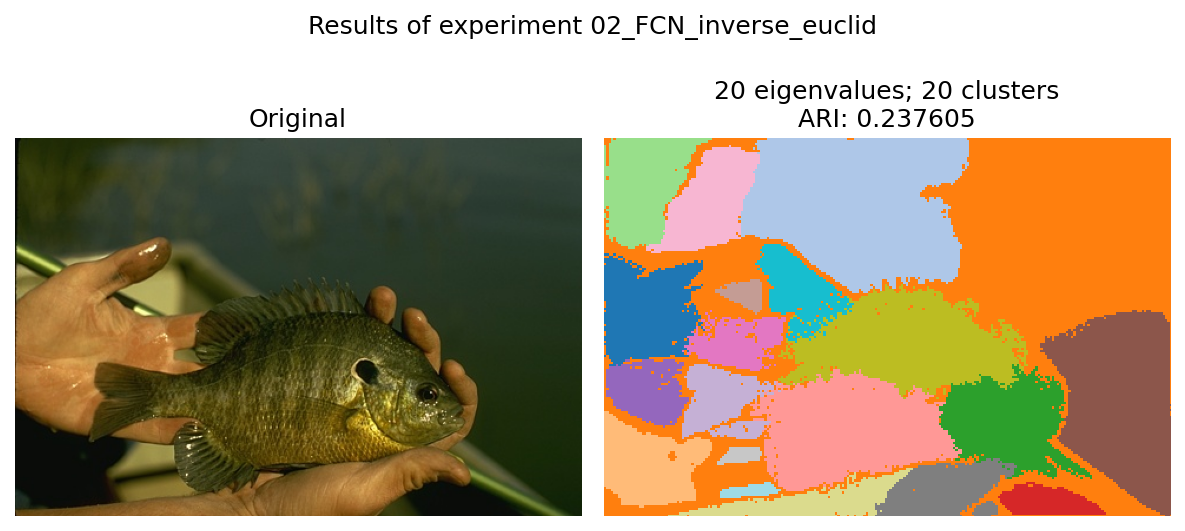 Results of experiment 02_FCN_inverse_euclid
Original
20 eigenvalues; 20 clusters
ARI: 0.237605